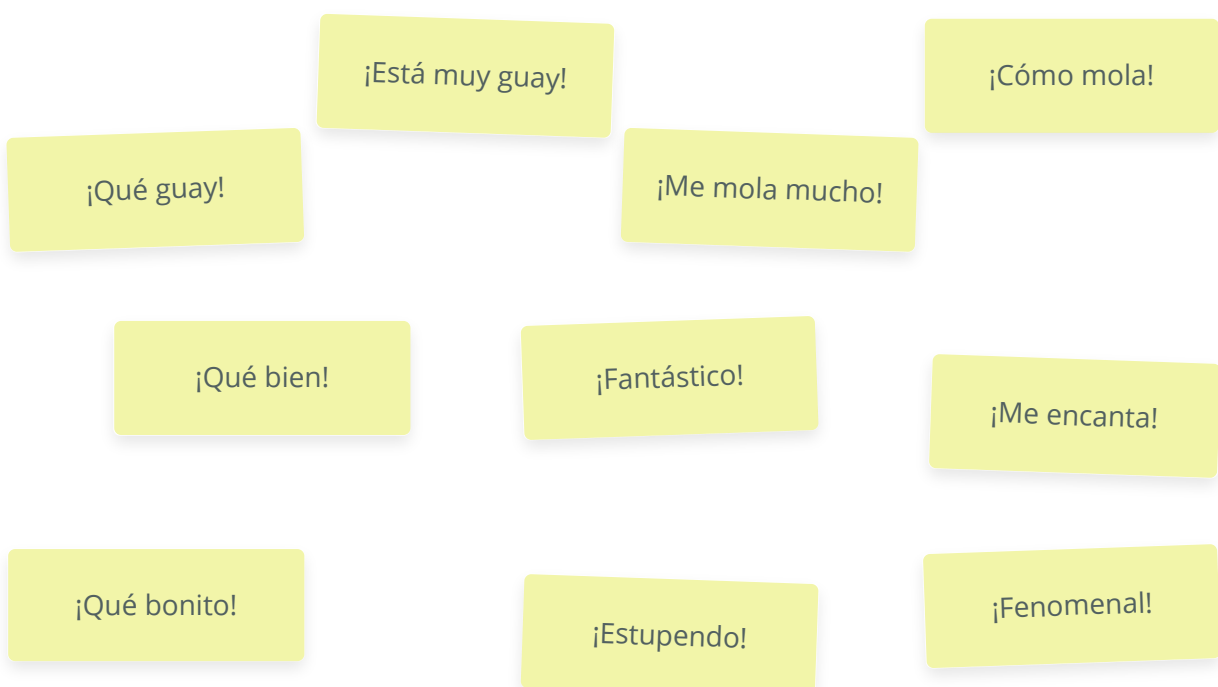 ¡Está muy guay!
¡Cómo mola!
¡Qué guay!
¡Me mola mucho!
¡Qué bien!
¡Fantástico!
¡Me encanta!
¡Qué bonito!
¡Estupendo!
¡Fenomenal!